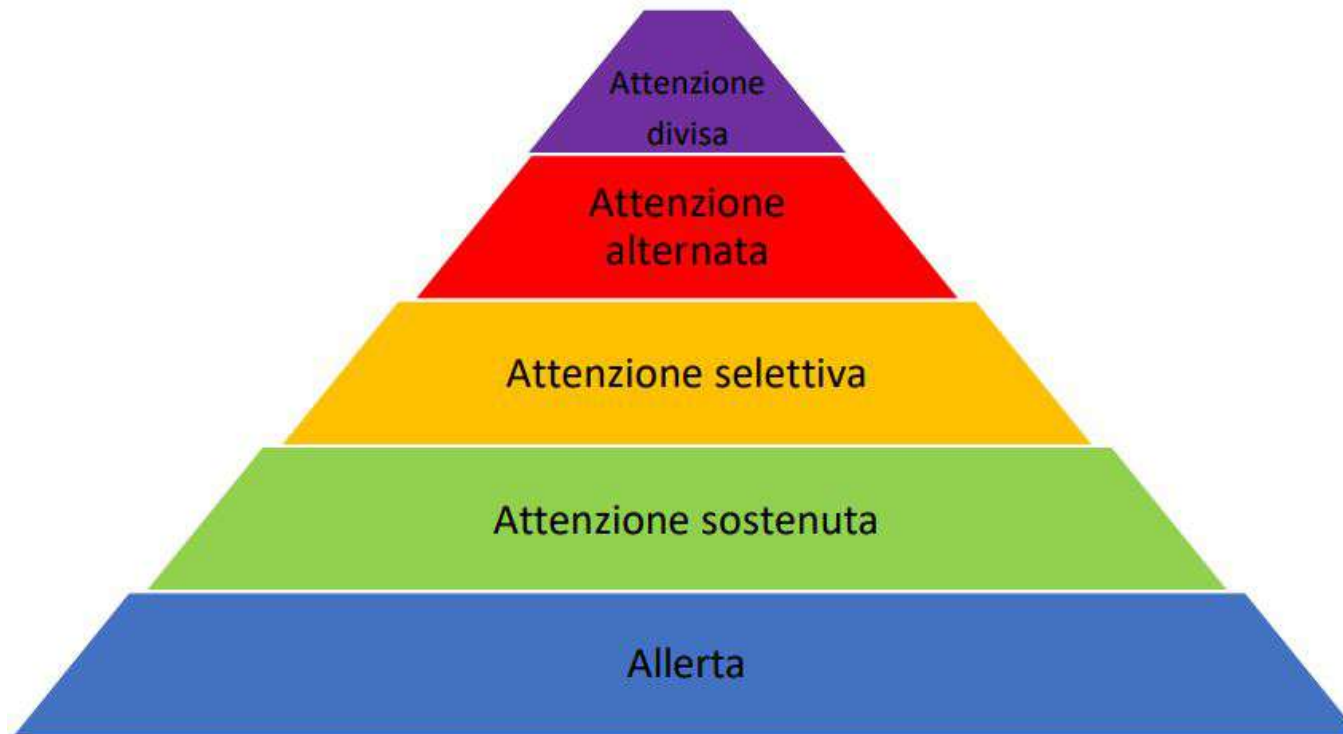 Attenzione
divisa
Attenzione
alternata
Attenzione selettiva
Attenzione sostenuta
Allerta